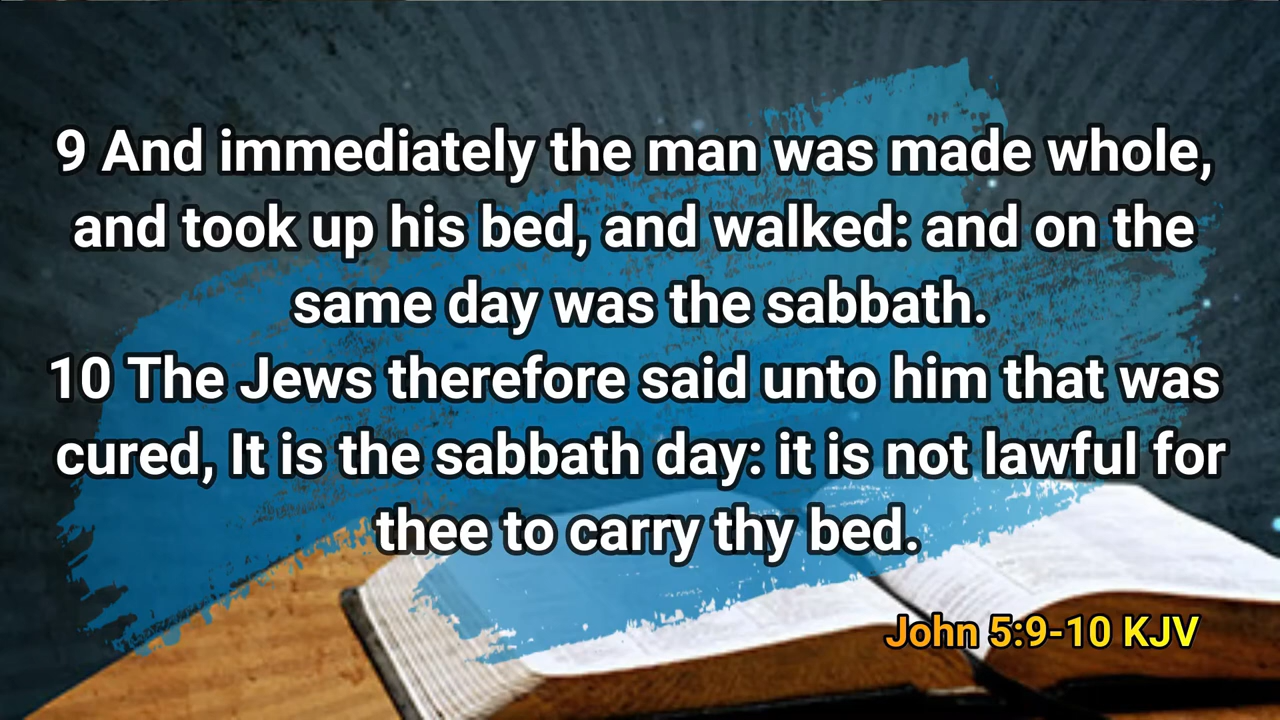 9 And immediately the man was made whole,
and took up his bed, and walked: and on the
same day was the sabbath.
10 The Jews therefore said unto him that was
cured, It is the sabbath day: it is not lawful for
thee to carry thy bed.
John 5:9-10 KJV